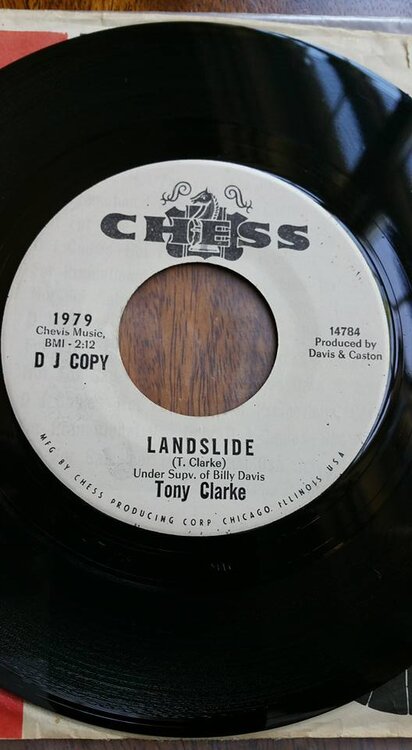 CHESS
1979
Chevis Music,
BMI - 2:12
D J COPY
14784
Produced by
Davis & Caston
LANDSLIDE
(T. Clarke)
Under Supv. of Billy Davis
Tony Clarke
MFG BY CHESS PRODUCING CORP CHICAGO, ILLINOIS USA